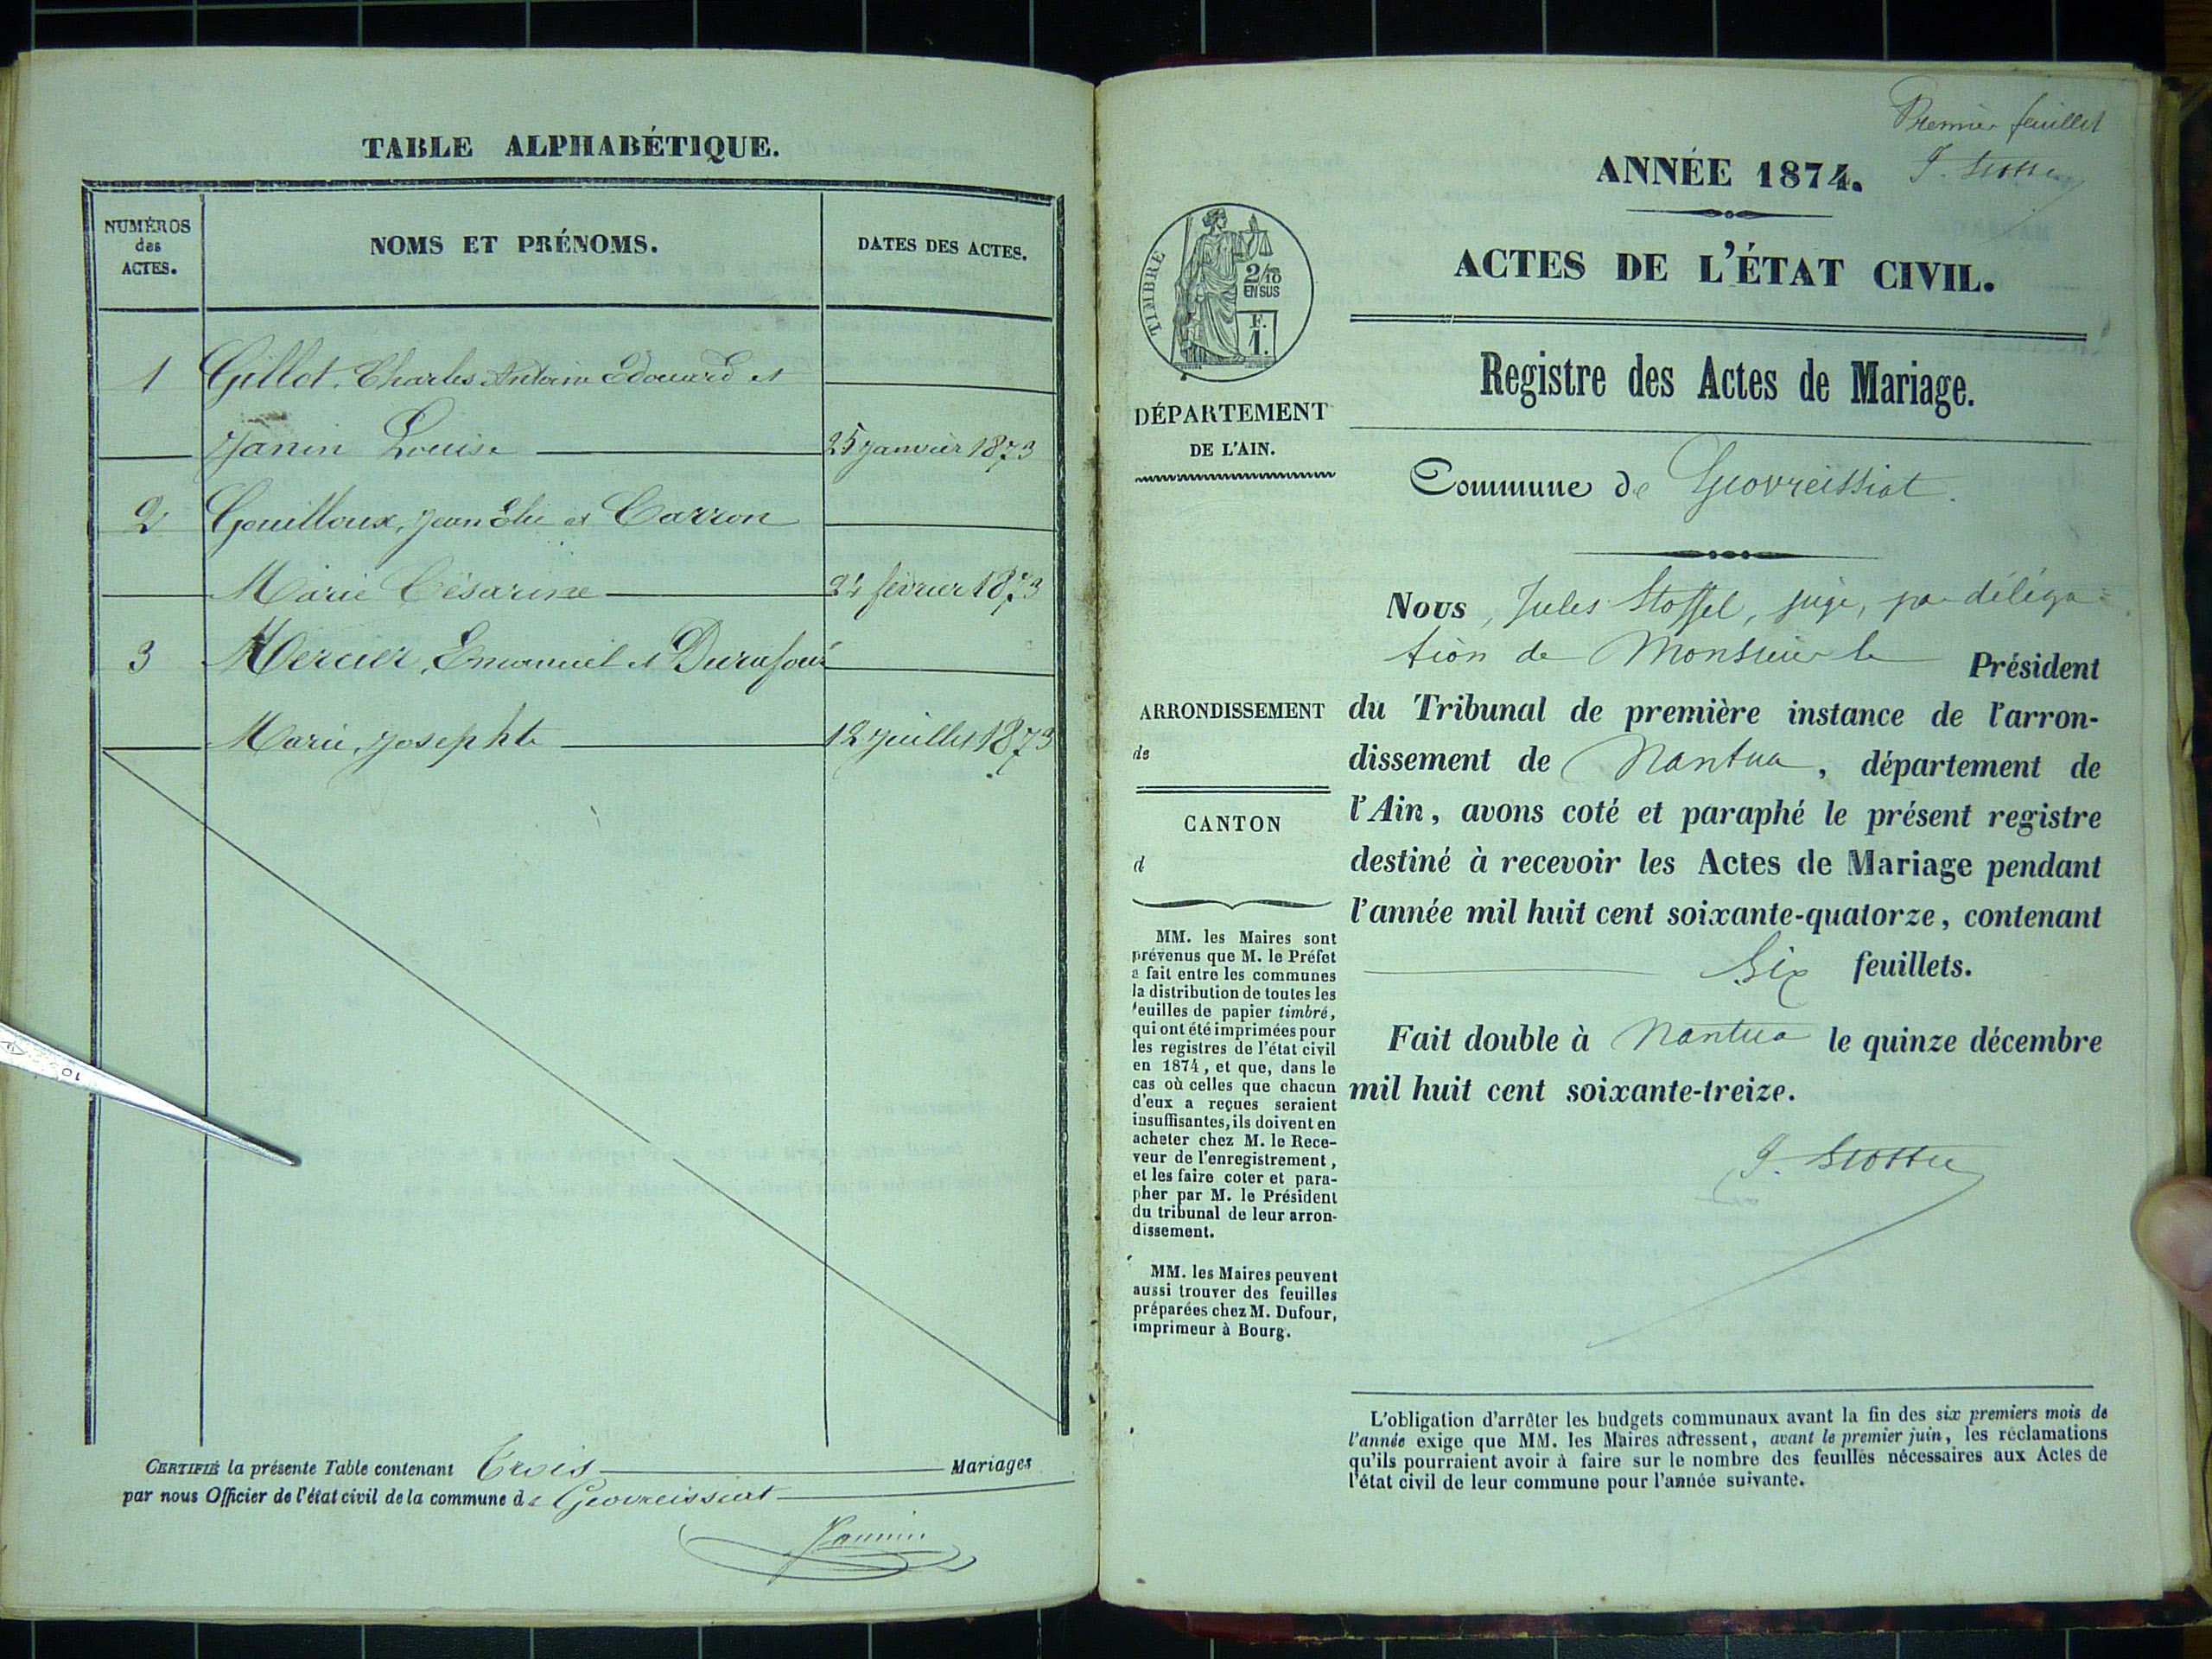 TABLE ALPHABÉTIQUE.
NUMÉROS
des
ACTES.
NOMS ET PRÉNOMS.
DATES DES ACTES.
1 Gillot, Charles Antoine Edouard et
Janin Louise 25 Janvier 1873
2 Gouilloux, Jean Elie et Carron
Marie Césarine 24 février 1873
3 Mercier, Emanuel et Durafour
Marie, Josephte 12 Juillet 1873
CERTIFIÉ la présente Table contenant Trois Mariages
par nous Officier de l'état civil de la commune de Géovreissiat
Jannin
Premier feuillet
J. Stoffel
ANNÉE 1874.
ACTES DE L'ÉTAT CIVIL.
TIMBRE
2/10
EN SUS
F.
1.
DÉPARTEMENT
DE L'AIN.
Registre des Actes de Mariage.
Commune de Géovreissiat.
Nous, Jules Stoffel, juge, par déléga-
tion de Monsieur le Président
du Tribunal de première instance de l'arron-
dissement de Nantua, département de
l'Ain, avons coté et paraphé le présent registre
destiné à recevoir les Actes de Mariage pendant
l'année mil huit cent soixante-quatorze, contenant
Six feuillets.
Fait double à Nantua le quinze décembre
mil huit cent soixante-treize.
J. Stoffel
ARRONDISSEMENT
de
CANTON
d
MM. les Maires sont
prévenus que M. le Préfet
a fait entre les communes
la distribution de toutes les
feuilles de papier timbré,
qui ont été imprimées pour
les registres de l'état civil
en 1874, et que, dans le
cas où celles que chacun
d'eux a reçues seraient
insuffisantes, ils doivent en
acheter chez M. le Rece-
veur de l'enregistrement,
et les faire coter et para-
pher par M. le Président
du tribunal de leur arron-
dissement.
MM. les Maires peuvent
aussi trouver des feuilles
préparées chez M. Dufour,
imprimeur à Bourg.
L'obligation d'arrêter les budgets communaux avant la fin des six premiers mois de
l'année exige que MM. les Maires adressent, avant le premier juin, les réclamations
qu'ils pourraient avoir à faire sur le nombre des feuilles nécessaires aux Actes de
l'état civil de leur commune pour l'année suivante.
10